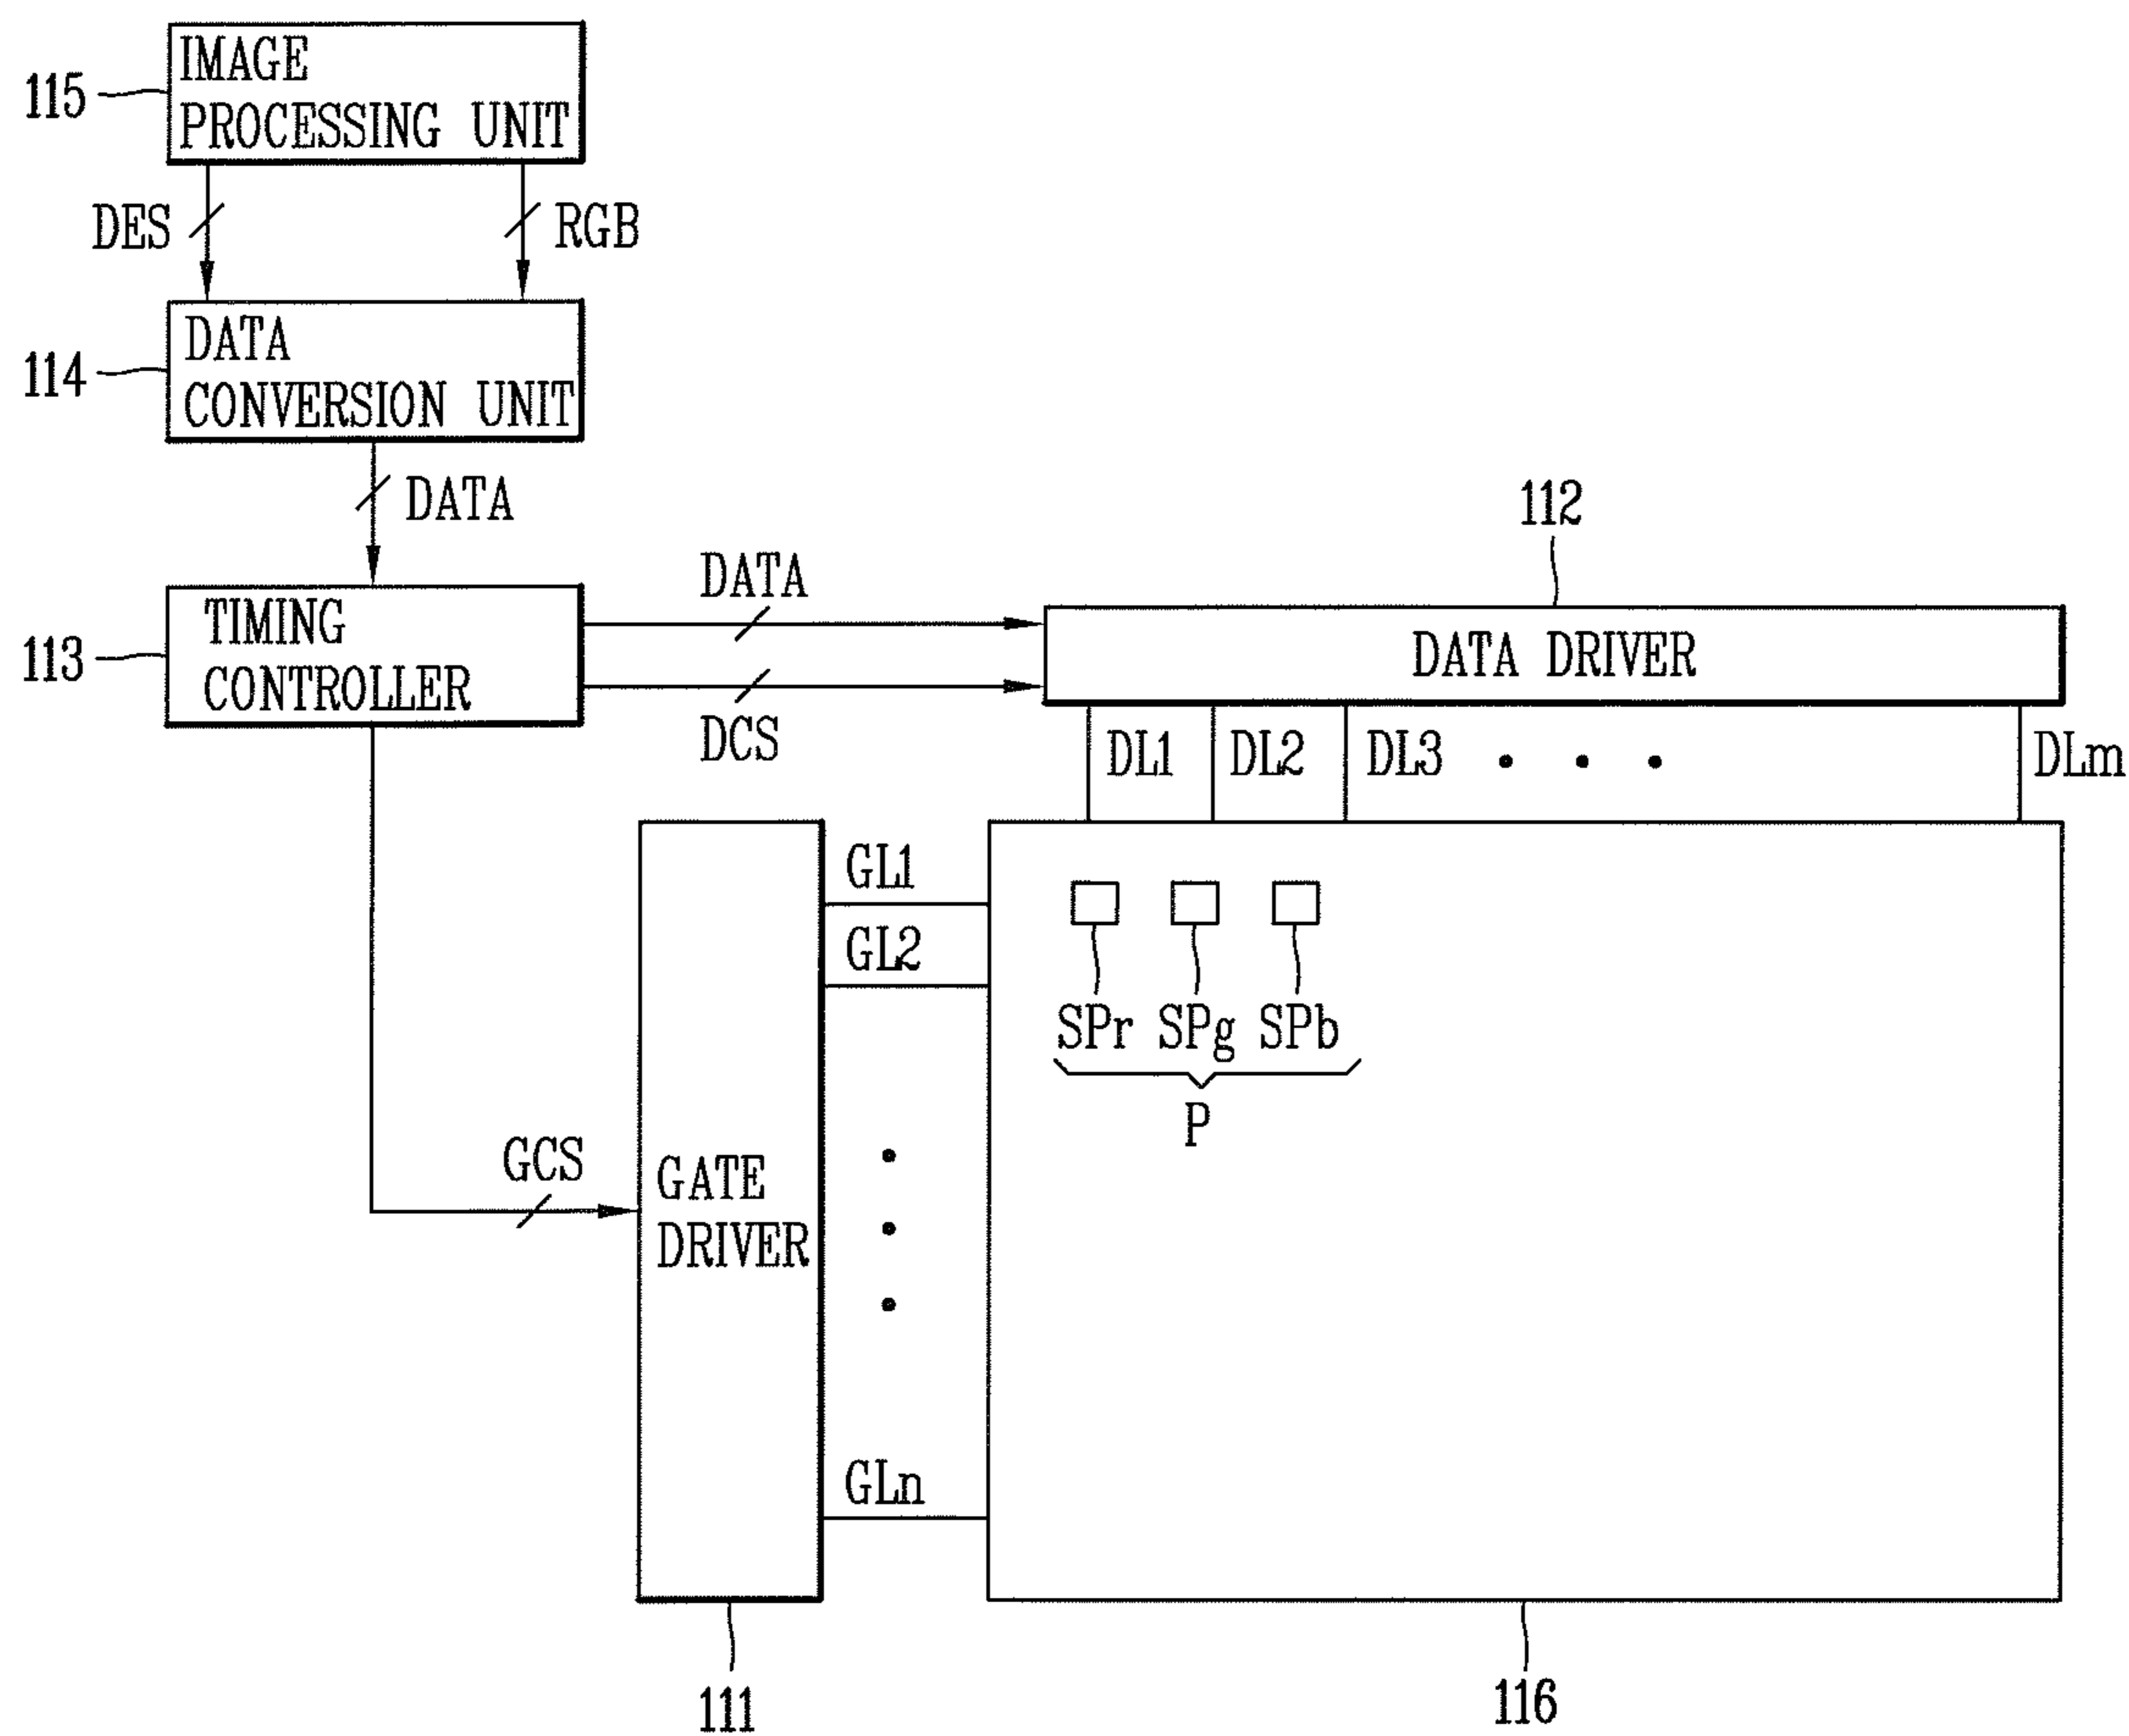 IMAGE
PROCESSING UNIT
115
DES
RGB
DATA
CONVERSION UNIT
114
DATA
112
TIMING
CONTROLLER
113
DATA
DCS
DATA DRIVER
DL1
DL2
DL3
• • •
DLm
GL1
GL2
SPr SPg SPb
P
GCS
GATE
DRIVER
GLn
111
116